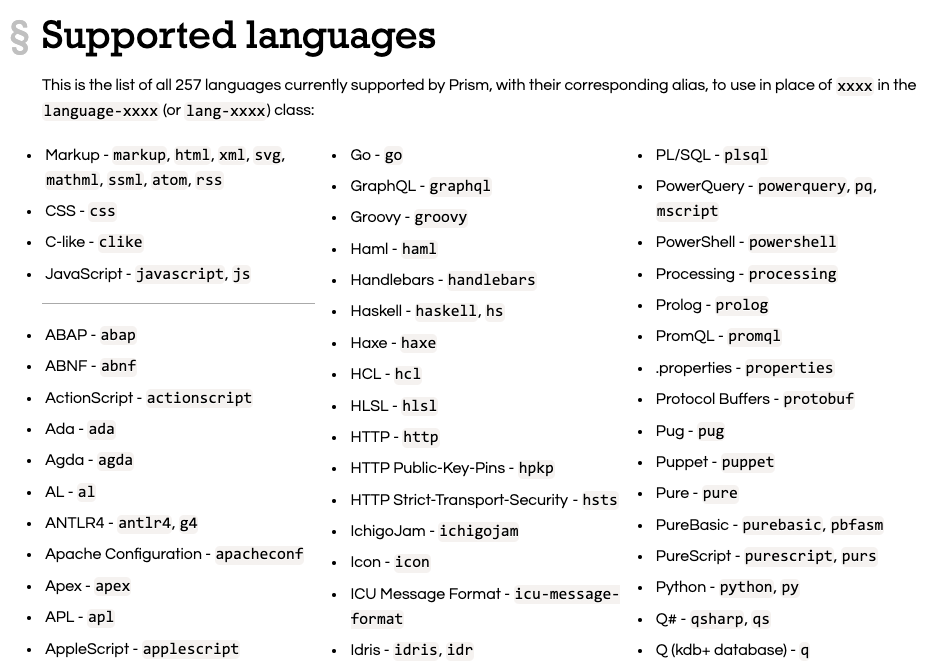 § Supported languages
This is the list of all 257 languages currently supported by Prism, with their corresponding alias, to use in place of xxxx in the
language-xxxx (or lang-xxxx) class:
• Markup - markup, html, xml, svg,
mathml, ssml, atom, rss
• CSS - css
• C-like - clike
• JavaScript - javascript, js
• ABAP - abap
• ABNF - abnf
• ActionScript - actionscript
• Ada - ada
• Agda - agda
• AL - al
• ANTLR4 - antlr4, g4
• Apache Configuration - apacheconf
• Apex - apex
• APL - apl
• AppleScript - applescript
• Go - go
• GraphQL - graphql
• Groovy - groovy
• Haml - haml
• Handlebars - handlebars
• Haskell - haskell, hs
• Haxe - haxe
• HCL - hcl
• HLSL - hlsl
• HTTP - http
• HTTP Public-Key-Pins - hpkp
• HTTP Strict-Transport-Security - hsts
• IchigoJam - ichigojam
• Icon - icon
• ICU Message Format - icu-message-
format
• Idris - idris, idr
• PL/SQL - plsql
• PowerQuery - powerquery, pq,
mscript
• PowerShell - powershell
• Processing - processing
• Prolog - prolog
• PromQL - promql
• .properties - properties
• Protocol Buffers - protobuf
• Pug - pug
• Puppet - puppet
• Pure - pure
• PureBasic - purebasic, pbfasm
• PureScript - purescript, purs
• Python - python, py
• Q# - qsharp, qs
• Q (kdb+ database) - q